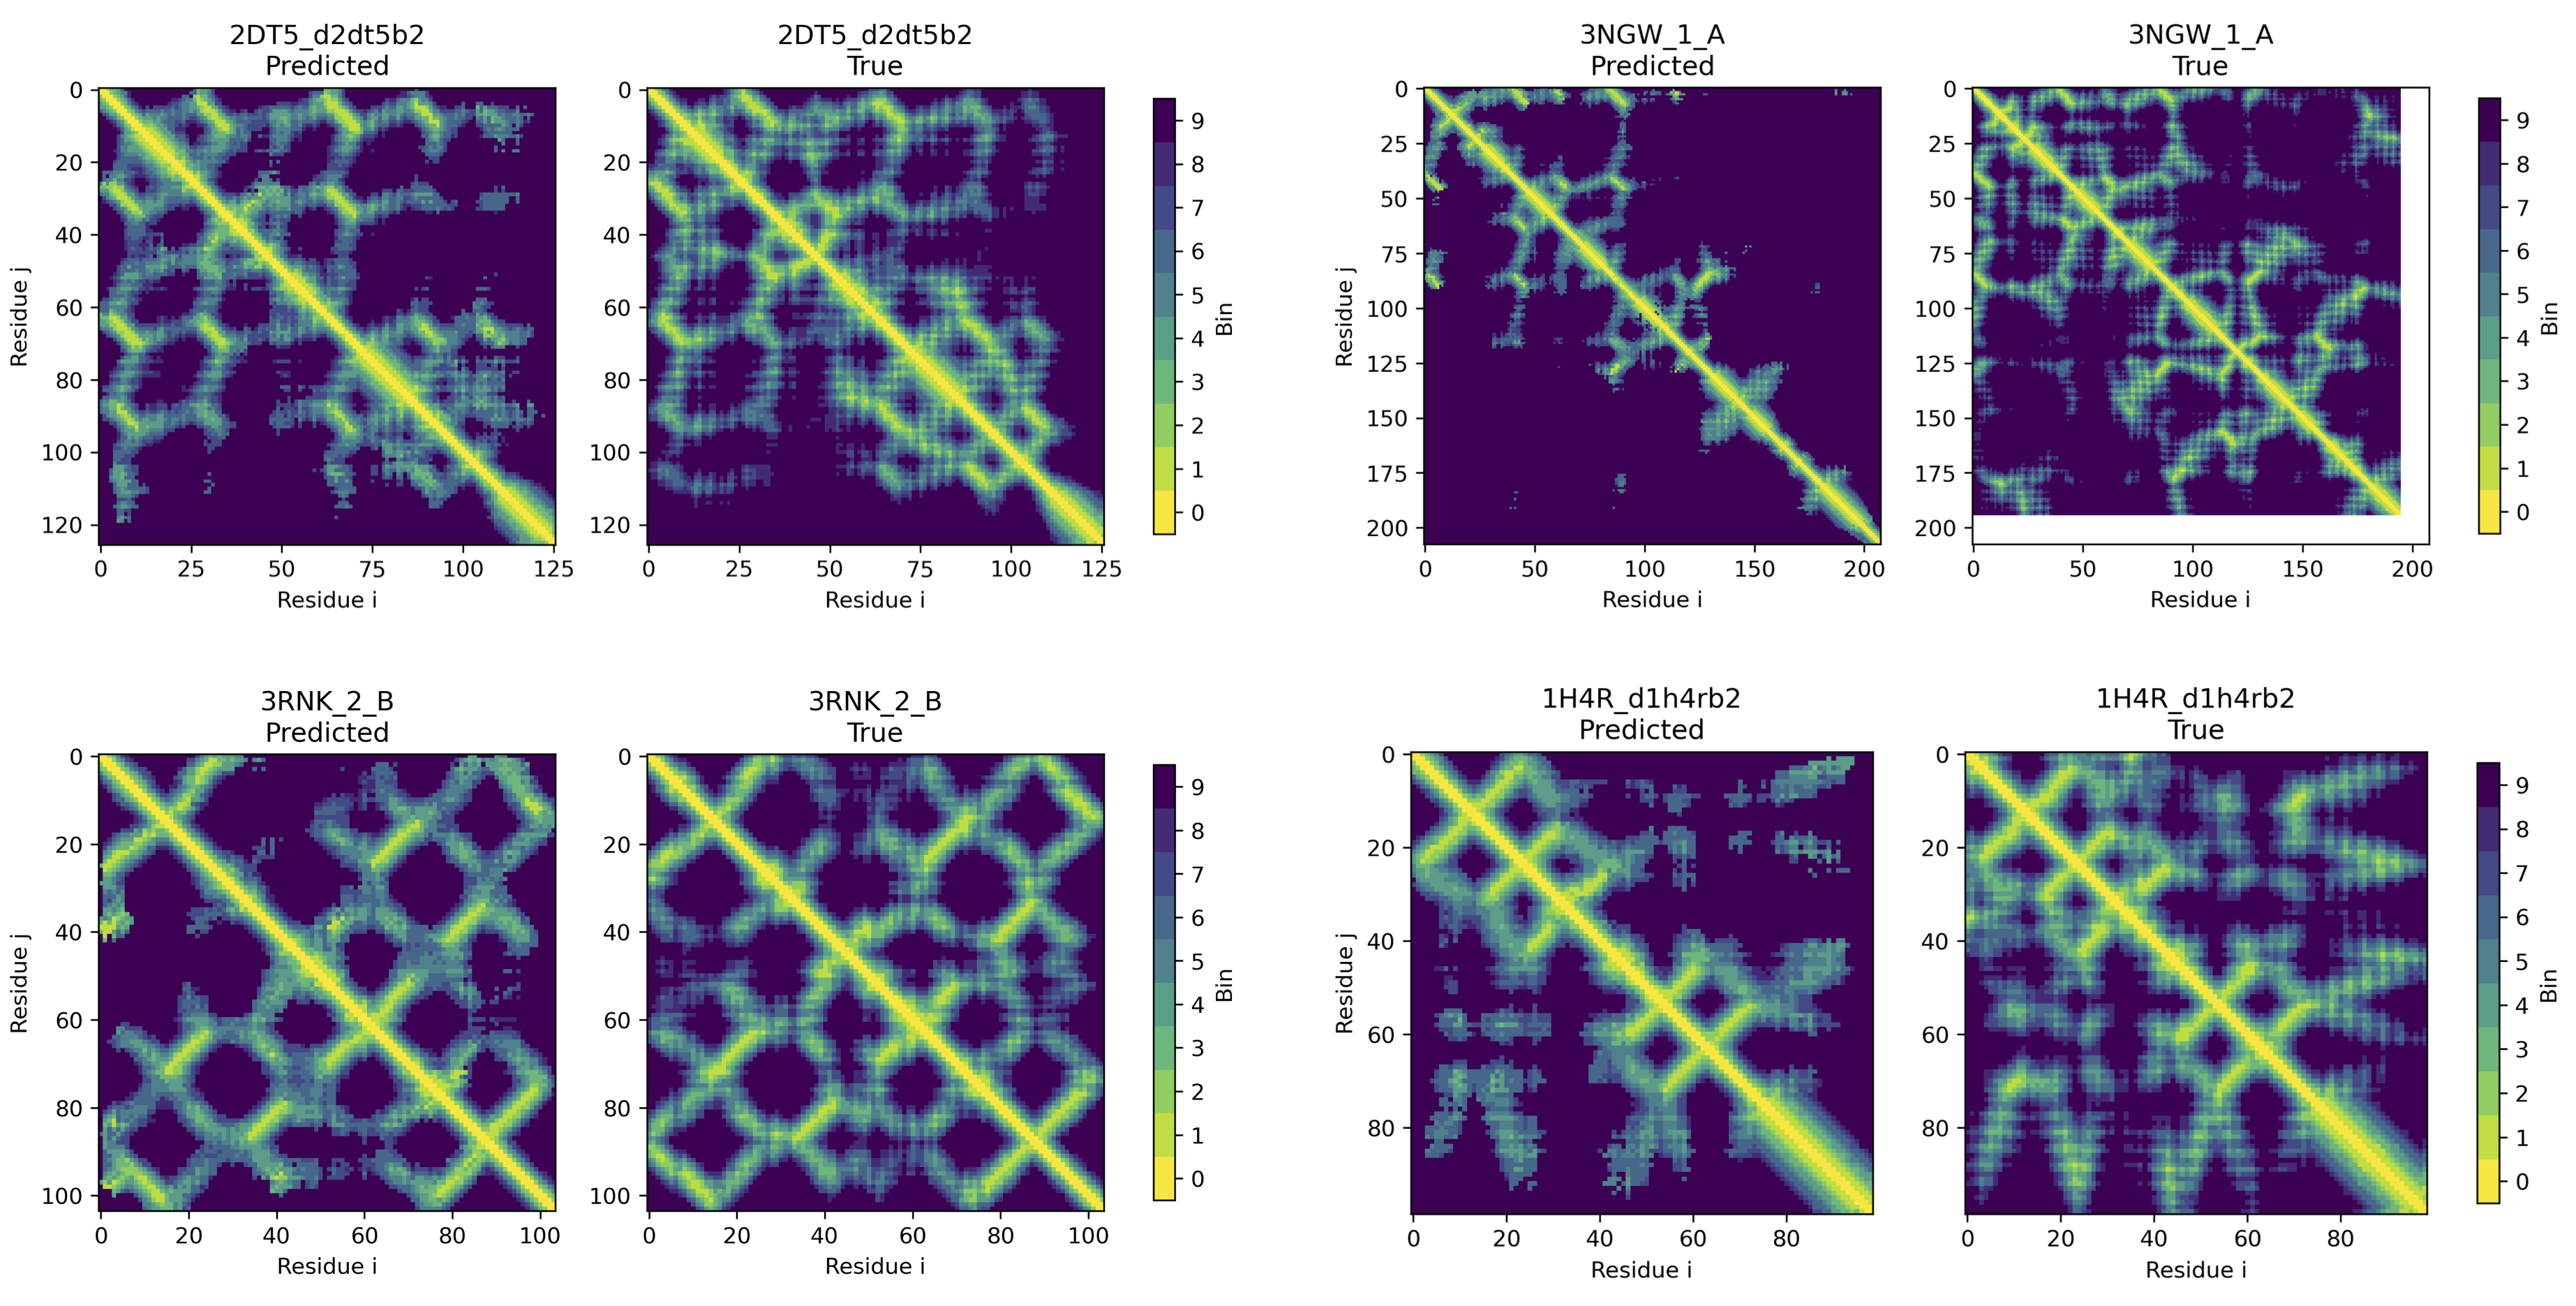 2DT5_d2dt5b2
Predicted
2DT5_d2dt5b2
True
0
20
40
60
80
100
120
0 25 50 75 100 125
0
20
40
60
80
100
120
0 25 50 75 100 125
Residue j
Residue i
Residue i
9
8
7
6
5
4
3
2
1
0
Bin
3NGW_1_A
Predicted
3NGW_1_A
True
0
25
50
75
100
125
150
175
200
0 50 100 150 200
0
25
50
75
100
125
150
175
200
0 50 100 150 200
Residue j
Residue i
Residue i
9
8
7
6
5
4
3
2
1
0
Bin
3RNK_2_B
Predicted
3RNK_2_B
True
0
20
40
60
80
100
0 20 40 60 80 100
0
20
40
60
80
100
0 20 40 60 80 100
Residue j
Residue i
Residue i
9
8
7
6
5
4
3
2
1
0
Bin
1H4R_d1h4rb2
Predicted
1H4R_d1h4rb2
True
0
20
40
60
80
0 20 40 60 80
0
20
40
60
80
0 20 40 60 80
Residue j
Residue i
Residue i
9
8
7
6
5
4
3
2
1
0
Bin